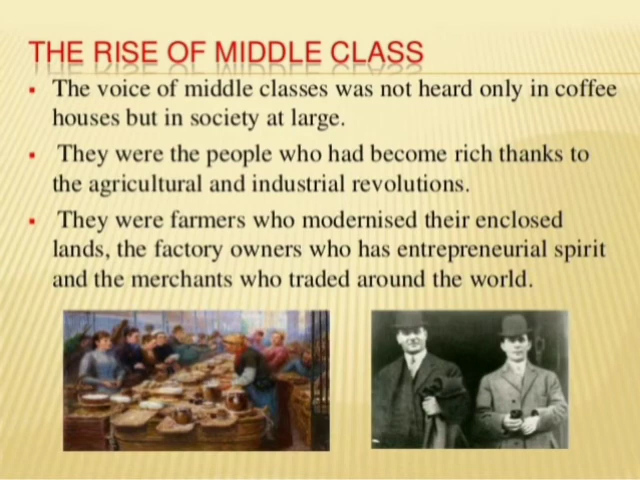 THE RISE OF MIDDLE CLASS
▪ The voice of middle classes was not heard only in coffee
houses but in society at large.
▪ They were the people who had become rich thanks to
the agricultural and industrial revolutions.
▪ They were farmers who modernised their enclosed
lands, the factory owners who has entrepreneurial spirit
and the merchants who traded around the world.